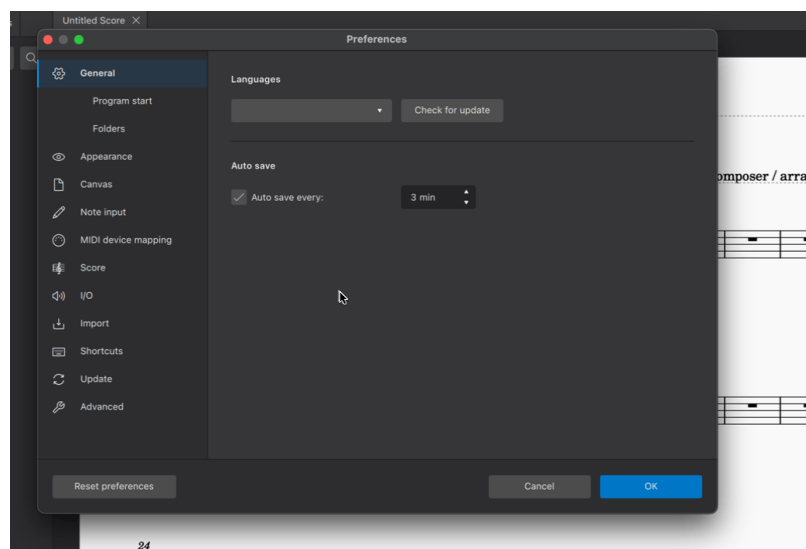 Untitled Score
Preferences
General
Program start
Folders
Appearance
Canvas
Note input
MIDI device mapping
Score
I/O
Import
Shortcuts
Update
Advanced
Languages
Check for update
Auto save
Auto save every:
3 min
Reset preferences
Cancel
OK
omposer / arra
24